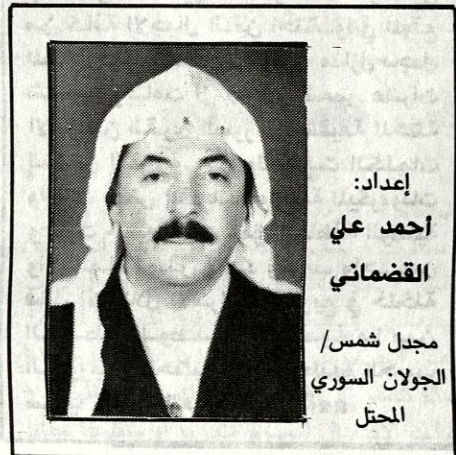 إعداد:
أحمد علي
القضماني
مجدل شمس/
الجولان السوري
المحتل